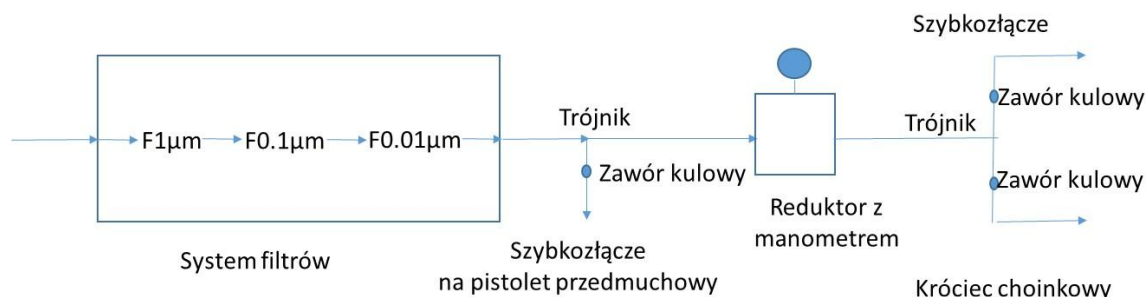 Szybkozłącze
Zawór kulowy
Trójnik
Trójnik
F1µm
F0.1µm
F0.01µm
Zawór kulowy
Zawór kulowy
Reduktor z
manometrem
System filtrów
Szybkozłącze
na pistolet przedmuchowy
Króciec choinkowy